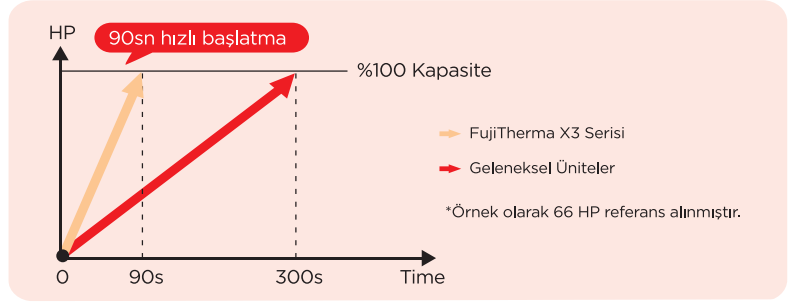 HP
90sn hızlı başlatma
%100 Kapasite
FujiTherma X3 Serisi
Geleneksel Üniteler
*Örnek olarak 66 HP referans alınmıştır.
0 90s 300s Time